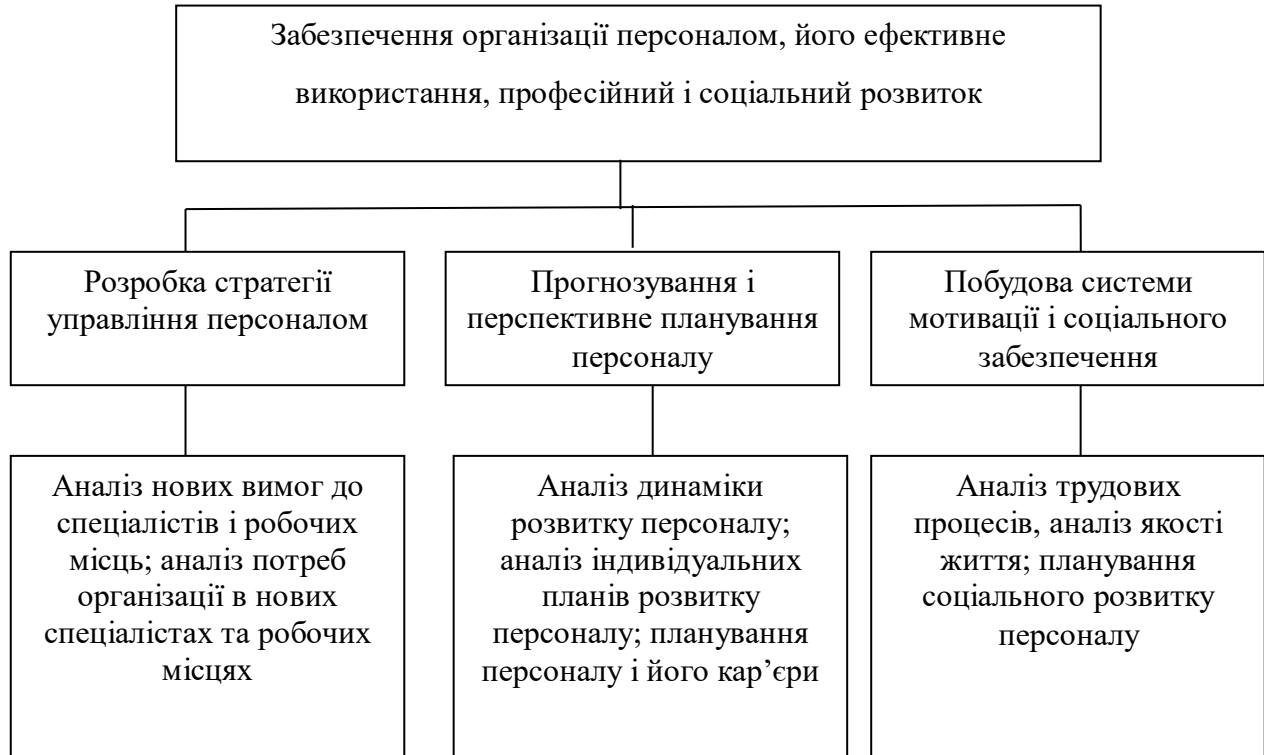 Забезпечення організації персоналом, його ефективне
використання, професійний і соціальний розвиток
Розробка стратегії
управління персоналом
Прогнозування і
перспективне планування
персоналу
Побудова системи
мотивації і соціального
забезпечення
Аналіз нових вимог до
спеціалістів і робочих
місць; аналіз потреб
організації в нових
спеціалістах та робочих
місцях
Аналіз динаміки
розвитку персоналу;
аналіз індивідуальних
планів розвитку
персоналу; планування
персоналу і його кар’єри
Аналіз трудових
процесів, аналіз якості
життя; планування
соціального розвитку
персоналу